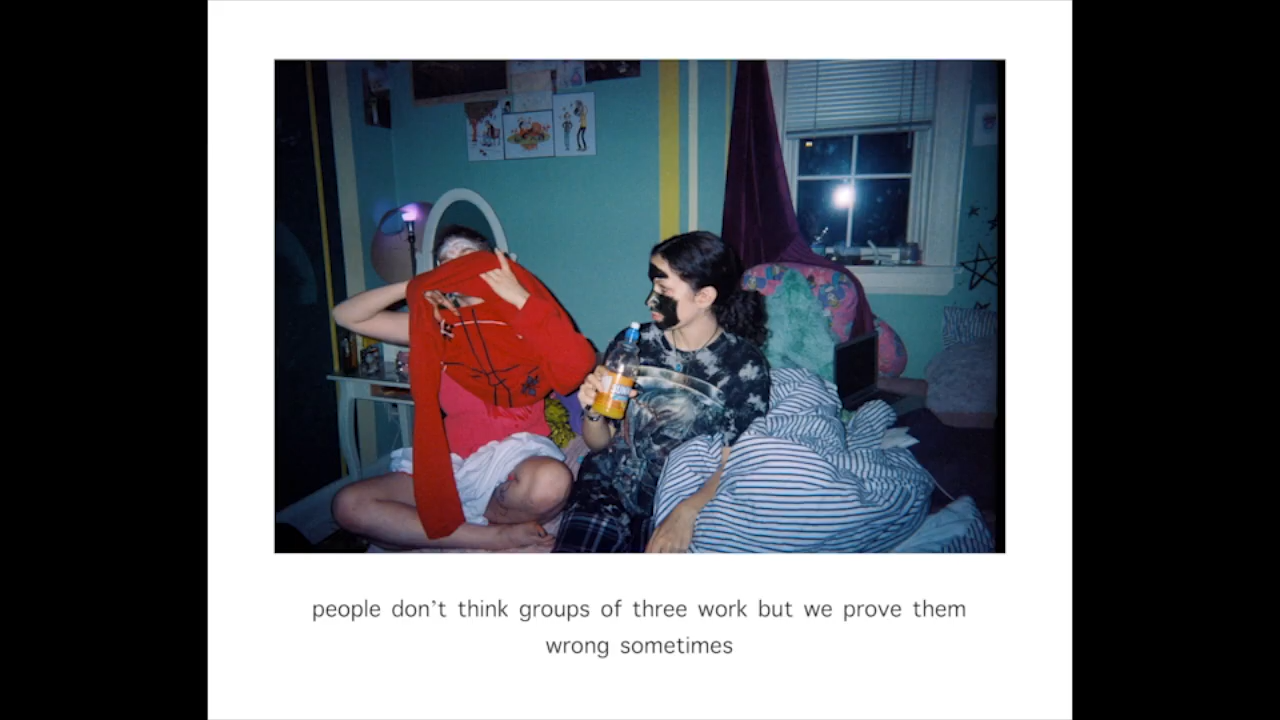 people don't think groups of three work but we prove them
wrong sometimes